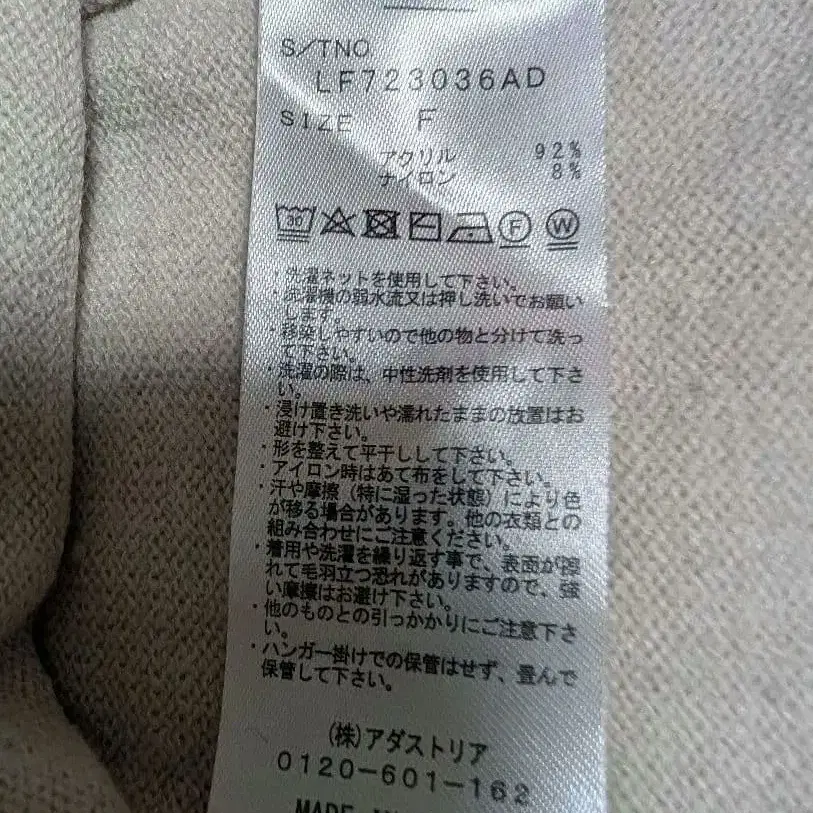 S/TNO
LF723036AD
SIZE F
アクリル 92%
ナイロン 8%
30
F W
・洗濯ネットを使用して下さい。
・洗濯機の弱水流又は押し洗いでお願い
します。
・移染しやすいので他の物と分けて洗っ
て下さい。
・洗濯の際は、中性洗剤を使用して下さ
い。
・浸け置き洗いや濡れたままの放置はお
避け下さい。
・形を整えて平干しして下さい。
・アイロン時はあて布をして下さい。
・汗や摩擦（特に湿った状態）により色
が移る場合があります。他の衣類との
組み合わせにご注意ください。
・着用や洗濯を繰り返す事で、表面が擦
れて毛羽立つ恐れがありますので、強
い摩擦はお避け下さい。
・他のものとの引っかかりにご注意下さ
い。
・ハンガー掛けでの保管はせず、畳んで
保管して下さい。
(株)アダストリア
0120-601-162
MADE